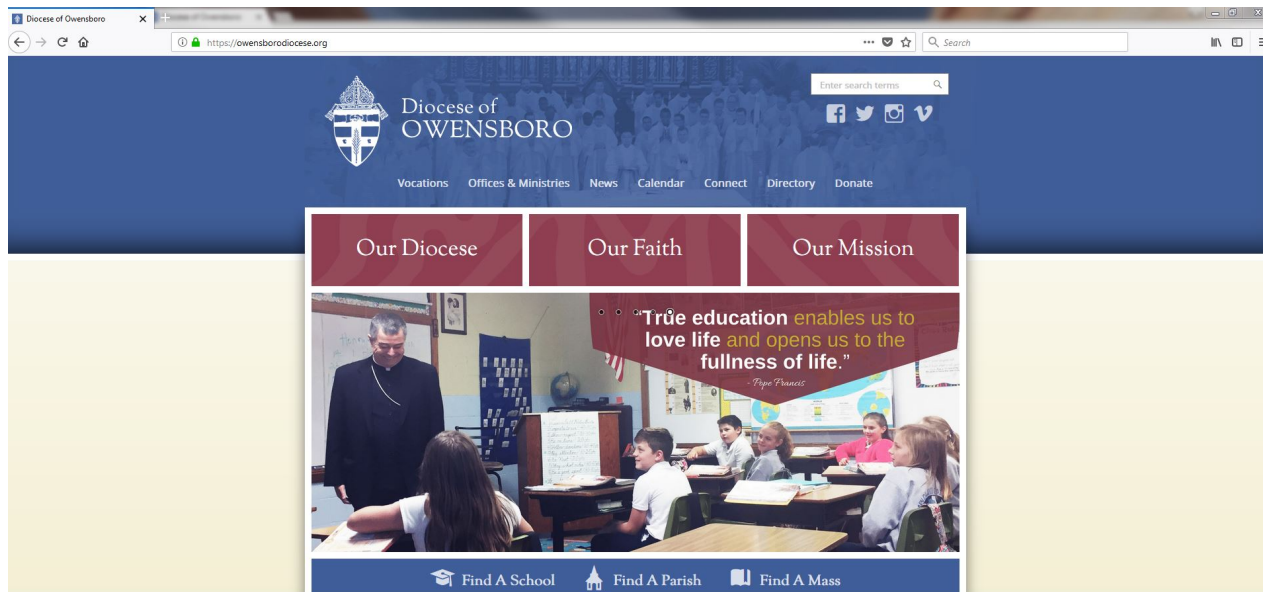 Diocese of Owensboro
https://owensborodiocese.org
Search
Enter search terms
Diocese of
OWENSBORO
Vocations Offices & Ministries News Calendar Connect Directory Donate
Our Diocese Our Faith Our Mission
"True education enables us to
love life and opens us to the
fullness of life."
- Pope Francis
Find A School Find A Parish Find A Mass